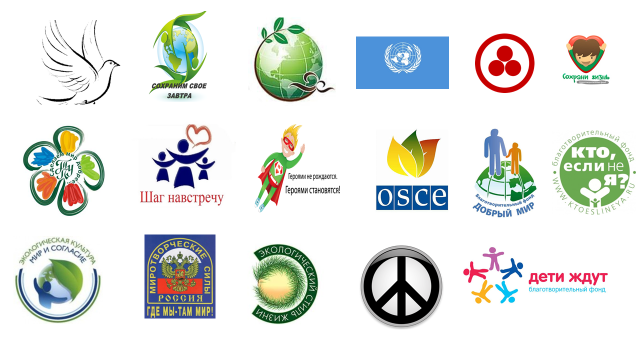 СОХРАНИМ СВОЕ
ЗАВТРА
Сохрани жизнь
Шаг навстречу
Героями не рождаются.
Героями становятся!
OSCE
Благотворительный фонд
ДОБРЫЙ МИР
благотворительный фонд
кто,
если не
я?
WWW.KTOESLINEYA.RU
ЭКОЛОГИЧЕСКАЯ КУЛЬТУРА
МИР И СОГЛАСИЕ
МИРОТВОРЧЕСКИЕ СИЛЫ
РОССИЯ
ГДЕ МЫ-ТАМ МИР!
ЭКОЛОГИЧЕСКИЙ СТИЛЬ ЖИЗНИ
дети ждут
благотворительный фонд